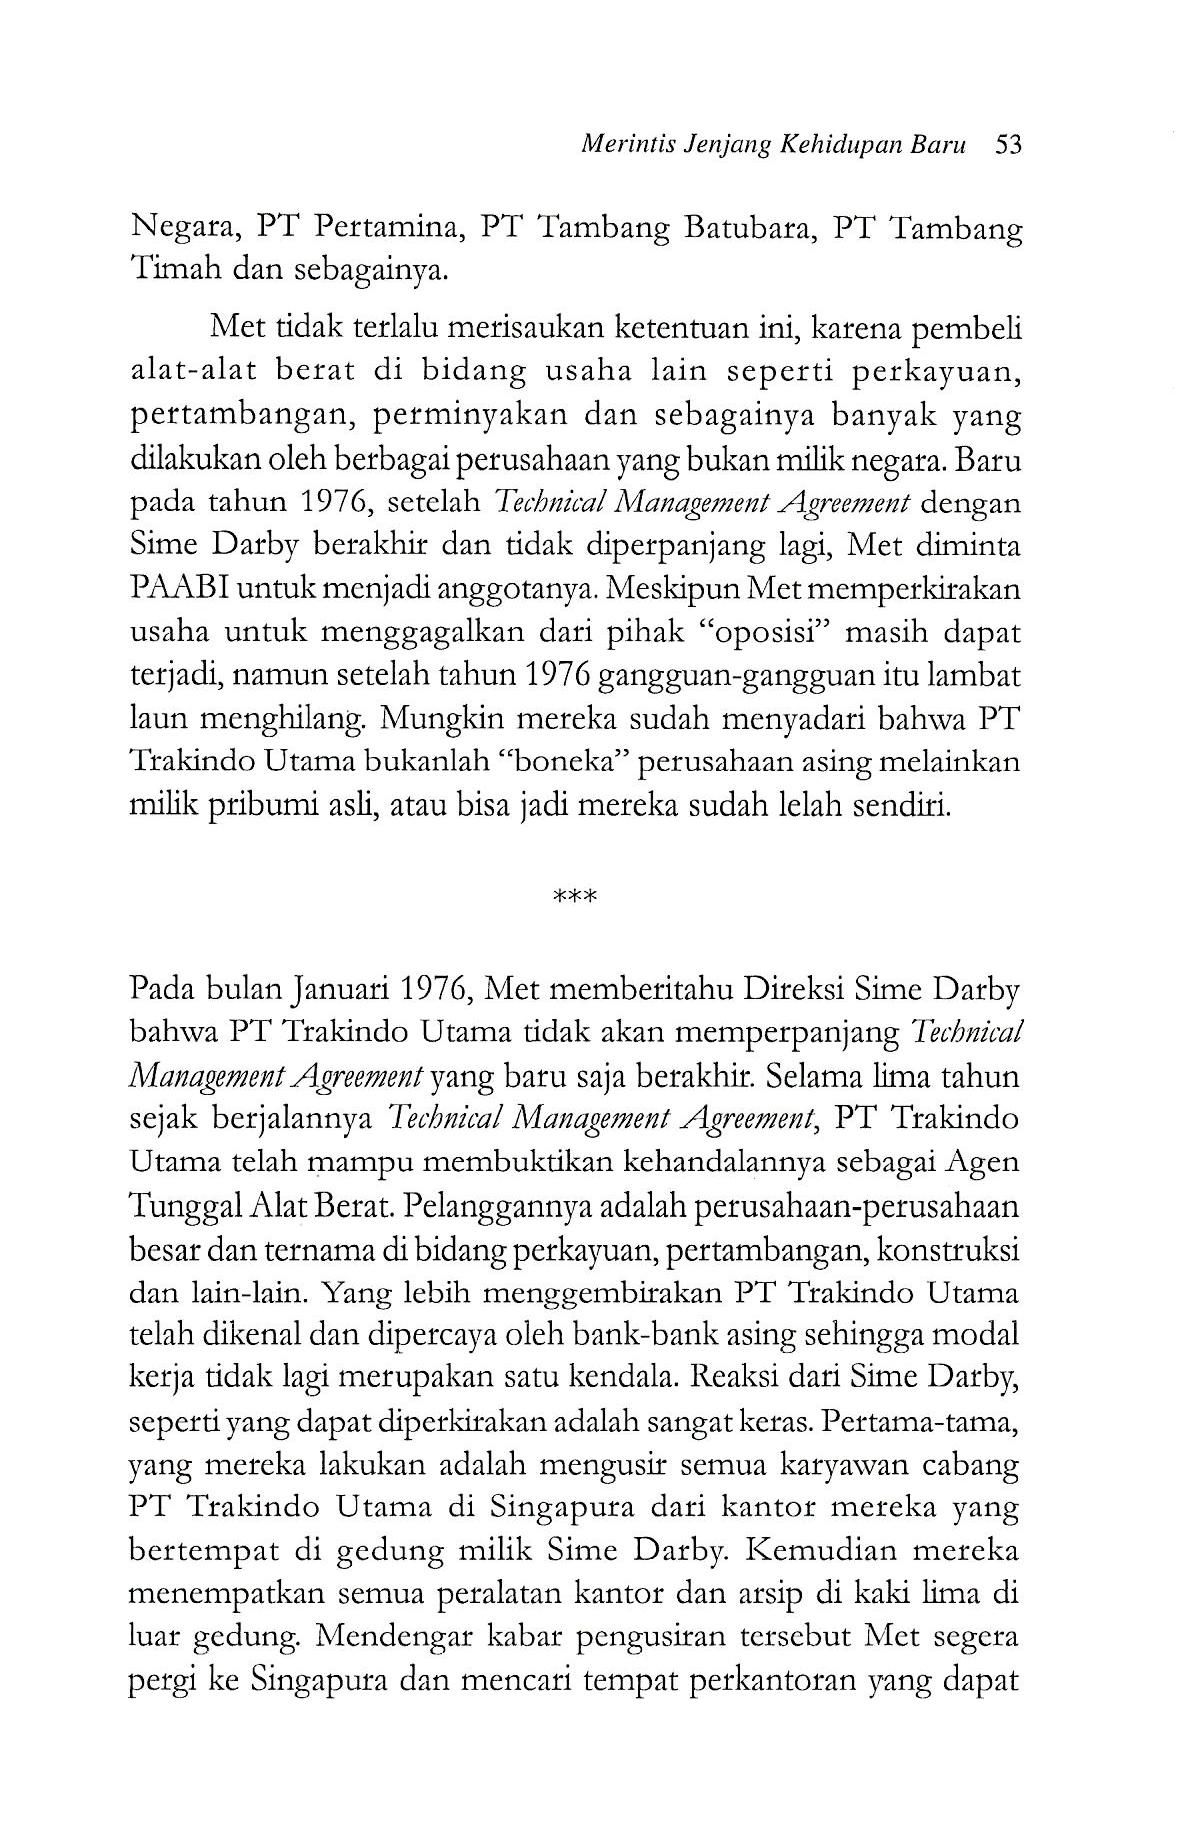 Merintis Jenjang Kehidupan Baru 53
Negara, PT Pertamina, PT Tambang Batubara, PT Tambang
Timah dan sebagainya.
Met tidak terlalu merisaukan ketentuan ini, karena pembeli
alat-alat berat di bidang usaha lain seperti perkayuan,
pertambangan, perminyakan dan sebagainya banyak yang
dilakukan oleh berbagai perusahaan yang bukan milik negara. Baru
pada tahun 1976, setelah Technical Management Agreement dengan
Sime Darby berakhir dan tidak diperpanjang lagi, Met diminta
PAABI untuk menjadi anggotanya. Meskipun Met memperkirakan
usaha untuk menggagalkan dari pihak “oposisi” masih dapat
terjadi, namun setelah tahun 1976 gangguan-gangguan itu lambat
laun menghilang. Mungkin mereka sudah menyadari bahwa PT
Trakindo Utama bukanlah “boneka” perusahaan asing melainkan
milik pribumi asli, atau bisa jadi mereka sudah lelah sendiri.
***
Pada bulan Januari 1976, Met memberitahu Direksi Sime Darby
bahwa PT Trakindo Utama tidak akan memperpanjang Technical
Management Agreement yang baru saja berakhir. Selama lima tahun
sejak berjalannya Technical Management Agreement, PT Trakindo
Utama telah mampu membuktikan kehandalannya sebagai Agen
Tunggal Alat Berat. Pelanggannya adalah perusahaan-perusahaan
besar dan ternama di bidang perkayuan, pertambangan, konstruksi
dan lain-lain. Yang lebih menggembirakan PT Trakindo Utama
telah dikenal dan dipercaya oleh bank-bank asing sehingga modal
kerja tidak lagi merupakan satu kendala. Reaksi dari Sime Darby,
seperti yang dapat diperkirakan adalah sangat keras. Pertama-tama,
yang mereka lakukan adalah mengusir semua karyawan cabang
PT Trakindo Utama di Singapura dari kantor mereka yang
bertempat di gedung milik Sime Darby. Kemudian mereka
menempatkan semua peralatan kantor dan arsip di kaki lima di
luar gedung. Mendengar kabar pengusiran tersebut Met segera
pergi ke Singapura dan mencari tempat perkantoran yang dapat